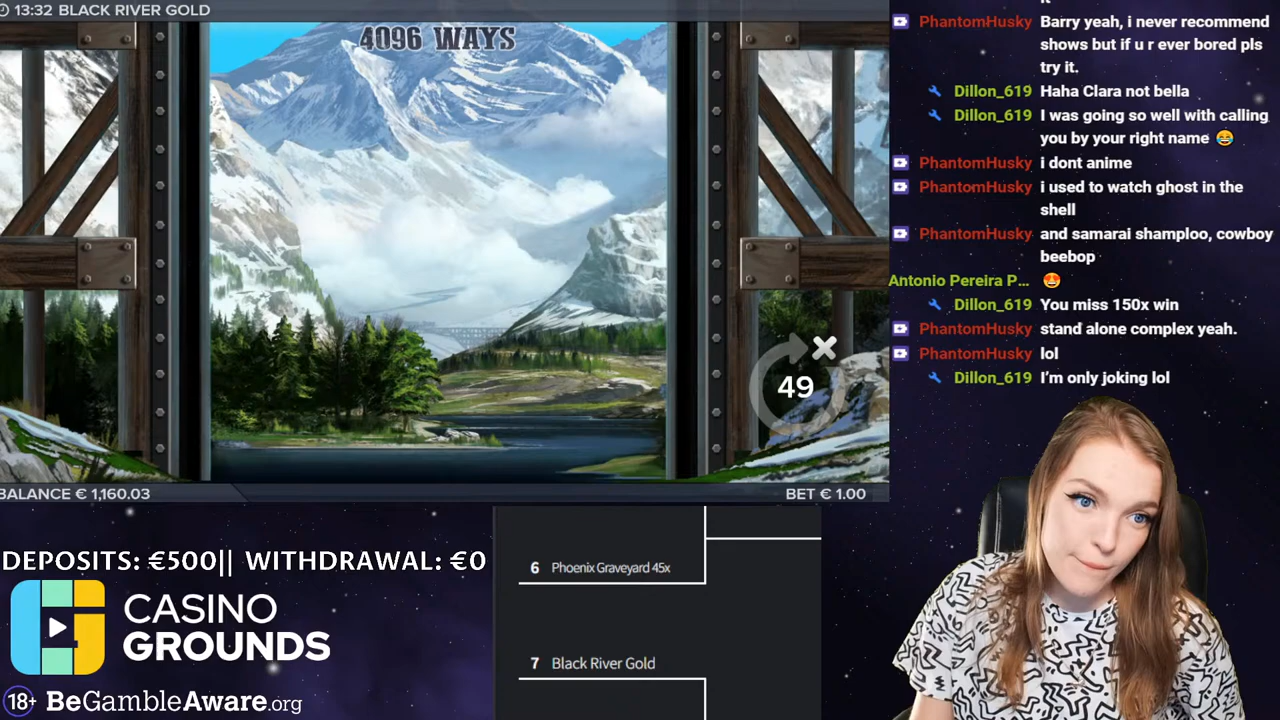 13:32 BLACK RIVER GOLD
4096 WAYS
49
BALANCE € 1,160.03
BET € 1.00
DEPOSITS: €500|| WITHDRAWAL: €0
CASINO
GROUNDS
18+ BeGambleAware.org
6 Phoenix Graveyard 45x
7 Black River Gold
PhantomHusky Barry yeah, i never recommend
shows but if u r ever bored pls
try it.
Dillon_619 Haha Clara not bella
Dillon_619 I was going so well with calling
you by your right name 😂
PhantomHusky i dont anime
PhantomHusky i used to watch ghost in the
shell
PhantomHusky and samarai shamploo, cowboy
beebop
Antonio Pereira P... 😍
Dillon_619 You miss 150x win
PhantomHusky stand alone complex yeah.
PhantomHusky lol
Dillon_619 I’m only joking lol